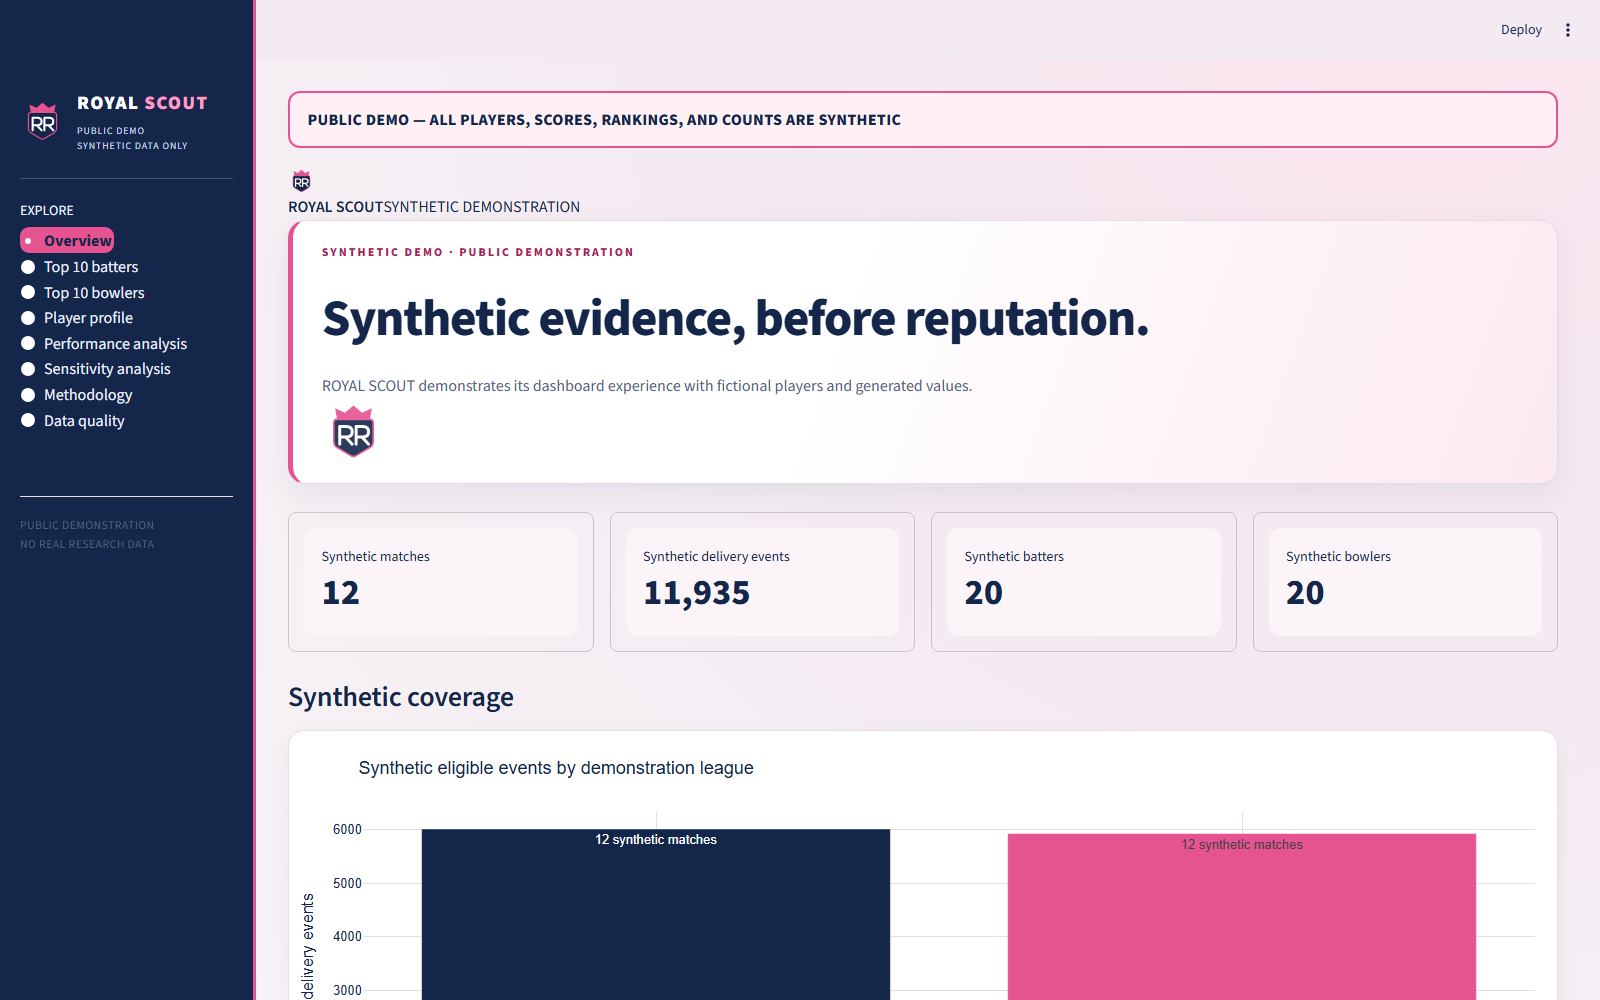 Deploy
RR
ROYAL SCOUT
PUBLIC DEMO
SYNTHETIC DATA ONLY
EXPLORE
Overview
Top 10 batters
Top 10 bowlers
Player profile
Performance analysis
Sensitivity analysis
Methodology
Data quality
PUBLIC DEMONSTRATION
NO REAL RESEARCH DATA
PUBLIC DEMO — ALL PLAYERS, SCORES, RANKINGS, AND COUNTS ARE SYNTHETIC
RR
ROYAL SCOUTSYNTHETIC DEMONSTRATION
SYNTHETIC DEMO · PUBLIC DEMONSTRATION
Synthetic evidence, before reputation.
ROYAL SCOUT demonstrates its dashboard experience with fictional players and generated values.
RR
Synthetic matches
12
Synthetic delivery events
11,935
Synthetic batters
20
Synthetic bowlers
20
Synthetic coverage
Synthetic eligible events by demonstration league
6000
12 synthetic matches
12 synthetic matches
5000
4000
3000
delivery events